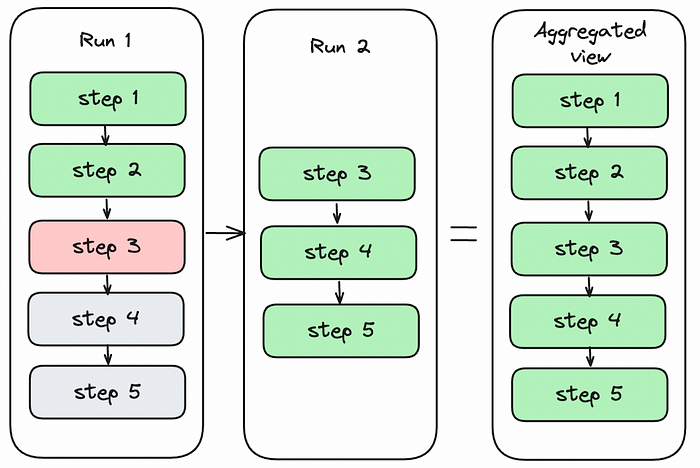 Run 1
step 1
step 2
step 3
step 4
step 5
Run 2
step 3
step 4
step 5
=
Aggregated
view
step 1
step 2
step 3
step 4
step 5